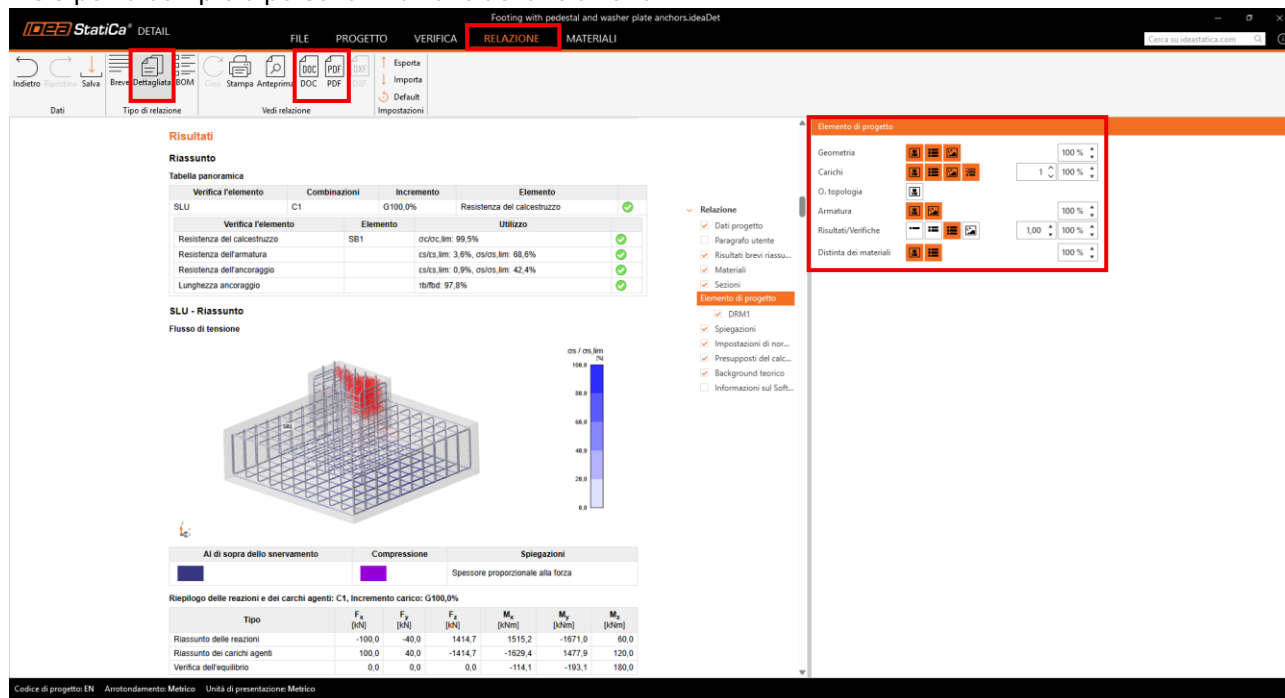 Footing with pedestal and washer plate anchors.ideaDet
IDEA StatiCa® DETAIL
FILE PROGETTO VERIFICA RELAZIONE MATERIALI
Cerca su ideastatica.com
Indietro Ripristina Salva
Dati
Breve Dettagliata BOM
Tipo di relazione
Crea Stampa Anteprima DOC PDF DXF
Vedi relazione
Esporta
Importa
Default
Impostazioni
Risultati
Riassunto
Tabella panoramica
Verifica l'elemento Combinazioni Incremento Elemento
SLU C1 G100,0% Resistenza del calcestruzzo
Verifica l'elemento Elemento Utilizzo
Resistenza del calcestruzzo SB1 σc/σc,lim: 99,5%
Resistenza dell'armatura εs/εs,lim: 3,6%, σs/σs,lim: 68,6%
Resistenza dell'ancoraggio εs/εs,lim: 0,9%, σs/σs,lim: 42,4%
Lunghezza ancoraggio τb/fbd: 97,8%
SLU - Riassunto
Flusso di tensione
σs / σs,lim
[%]
100,0
80,0
60,0
40,0
20,0
0,0
SB1
Al di sopra dello snervamento Compressione Spiegazioni
Spessore proporzionale alla forza
Riepilogo delle reazioni e dei carchi agenti: C1, Incremento carico: G100,0%
Tipo Fx [kN] Fy [kN] Fz [kN] Mx [kNm] My [kNm] Mz [kNm]
Riassunto delle reazioni -100,0 -40,0 1414,7 1515,2 -1671,0 60,0
Riassunto dei carichi agenti 100,0 40,0 -1414,7 -1629,4 1477,9 120,0
Verifica dell'equilibrio 0,0 0,0 0,0 -114,1 -193,1 180,0
Relazione
Dati progetto
Paragrafo utente
Risultati brevi riassu...
Materiali
Sezioni
Elemento di progetto
DRM1
Spiegazioni
Impostazioni di nor...
Presupposti del calc...
Background teorico
Informazioni sul Soft...
Elemento di progetto
Geometria 100 %
Carichi 1 100 %
O. topologia
Armatura 100 %
Risultati/Verifiche 1,00 100 %
Distinta dei materiali 100 %
Codice di progetto: EN Arrotondamento: Metrico Unità di presentazione: Metrico